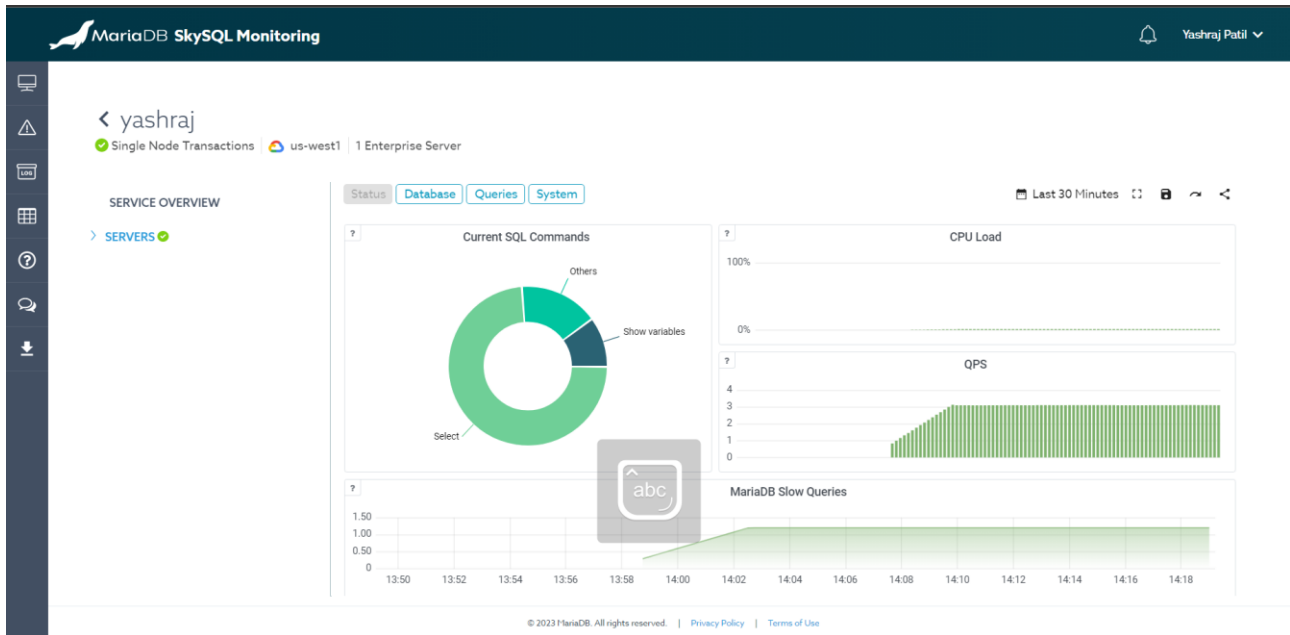 MariaDB SkySQL Monitoring
Yashraj Patil
LOG
yashraj
Single Node Transactions
us-west1
1 Enterprise Server
SERVICE OVERVIEW
SERVERS
Status
Database
Queries
System
Last 30 Minutes
?
Current SQL Commands
Others
Show variables
Select
?
CPU Load
100%
0%
?
QPS
4
3
2
1
0
abc
?
MariaDB Slow Queries
1.50
1.00
0.50
0
13:50 13:52 13:54 13:56 13:58 14:00 14:02 14:04 14:06 14:08 14:10 14:12 14:14 14:16 14:18
© 2023 MariaDB. All rights reserved. | Privacy Policy | Terms of Use